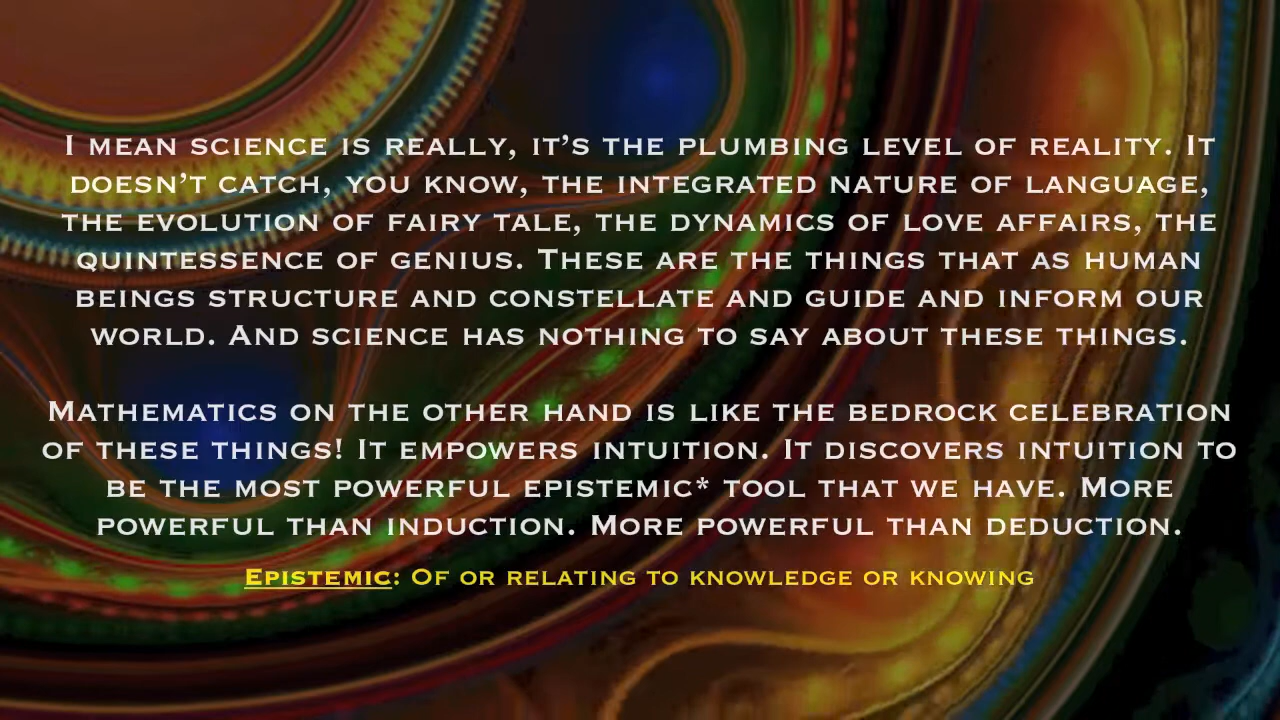 I MEAN SCIENCE IS REALLY, IT'S THE PLUMBING LEVEL OF REALITY. IT
DOESN'T CATCH, YOU KNOW, THE INTEGRATED NATURE OF LANGUAGE,
THE EVOLUTION OF FAIRY TALE, THE DYNAMICS OF LOVE AFFAIRS, THE
QUINTESSENCE OF GENIUS. THESE ARE THE THINGS THAT AS HUMAN
BEINGS STRUCTURE AND CONSTELLATE AND GUIDE AND INFORM OUR
WORLD. AND SCIENCE HAS NOTHING TO SAY ABOUT THESE THINGS.
MATHEMATICS ON THE OTHER HAND IS LIKE THE BEDROCK CELEBRATION
OF THESE THINGS! IT EMPOWERS INTUITION. IT DISCOVERS INTUITION TO
BE THE MOST POWERFUL EPISTEMIC* TOOL THAT WE HAVE. MORE
POWERFUL THAN INDUCTION. MORE POWERFUL THAN DEDUCTION.
EPISTEMIC: OF OR RELATING TO KNOWLEDGE OR KNOWING